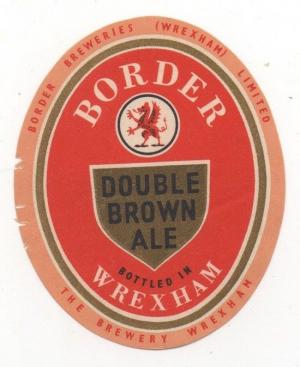 BORDER BREWERIES (WREXHAM) LIMITED
BORDER
DOUBLE
BROWN
ALE
BOTTLED IN
WREXHAM
THE BREWERY WREXHAM